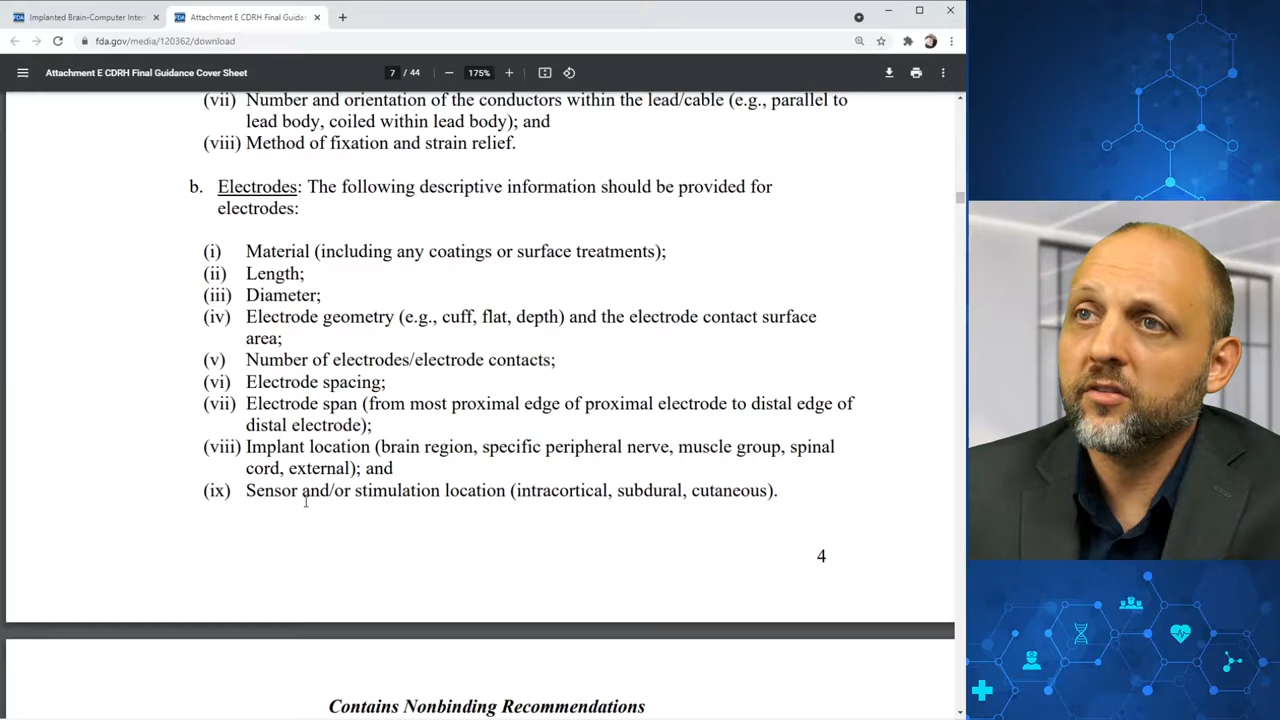 Implanted Brain-Computer Inter
Attachment E CDRH Final Guidan
fda.gov/media/120362/download
Attachment E CDRH Final Guidance Cover Sheet
7 / 44
175%
(vii) Number and orientation of the conductors within the lead/cable (e.g., parallel to
lead body, coiled within lead body); and
(viii) Method of fixation and strain relief.
b. Electrodes: The following descriptive information should be provided for
electrodes:
(i) Material (including any coatings or surface treatments);
(ii) Length;
(iii) Diameter;
(iv) Electrode geometry (e.g., cuff, flat, depth) and the electrode contact surface
area;
(v) Number of electrodes/electrode contacts;
(vi) Electrode spacing;
(vii) Electrode span (from most proximal edge of proximal electrode to distal edge of
distal electrode);
(viii) Implant location (brain region, specific peripheral nerve, muscle group, spinal
cord, external); and
(ix) Sensor and/or stimulation location (intracortical, subdural, cutaneous).
4
Contains Nonbinding Recommendations